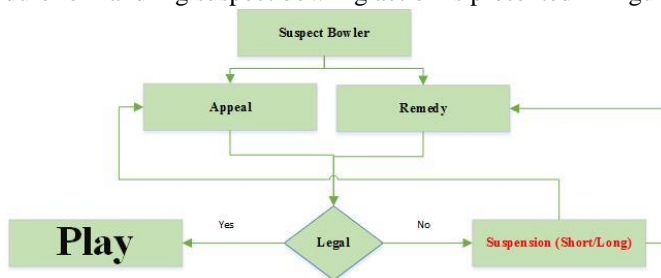 Suspect Bowler
Appeal
Remedy
Yes
No
Play
Legal
Suspension (Short/Long)